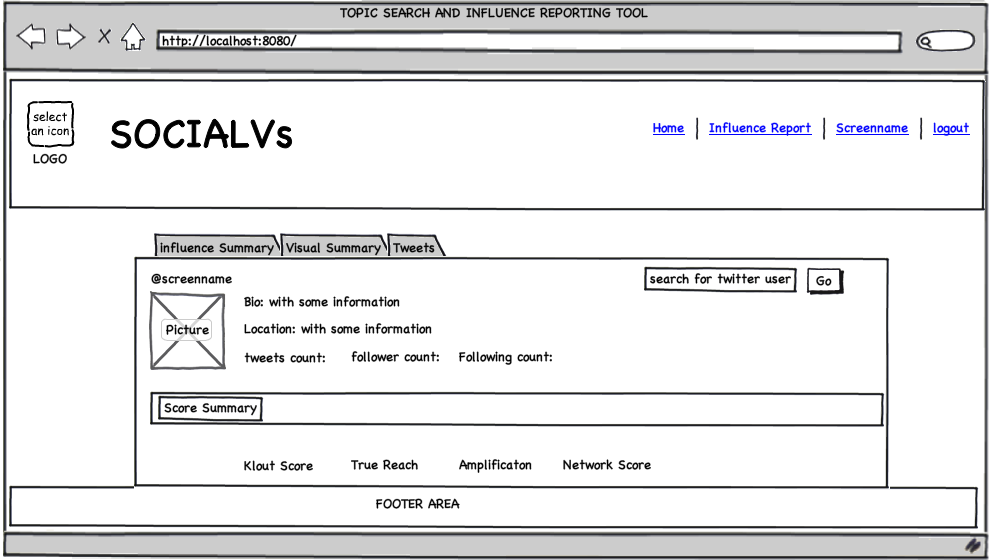 TOPIC SEARCH AND INFLUENCE REPORTING TOOL
http://localhost:8080/
select
an icon
LOGO
SOCIALVs
Home | Influence Report | Screenname | logout
influence Summary Visual Summary Tweets
@screenname
search for twitter user Go
Picture
Bio: with some information
Location: with some information
tweets count: follower count: Following count:
Score Summary
Klout Score True Reach Amplificaton Network Score
FOOTER AREA